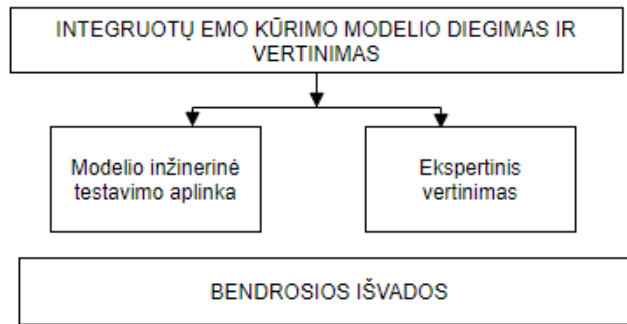 INTEGRUOTŲ EMO KŪRIMO MODELIO DIEGIMAS IR
VERTINIMAS
Modelio inžinerinė
testavimo aplinka
Ekspertinis
vertinimas
BENDROSIOS IŠVADOS